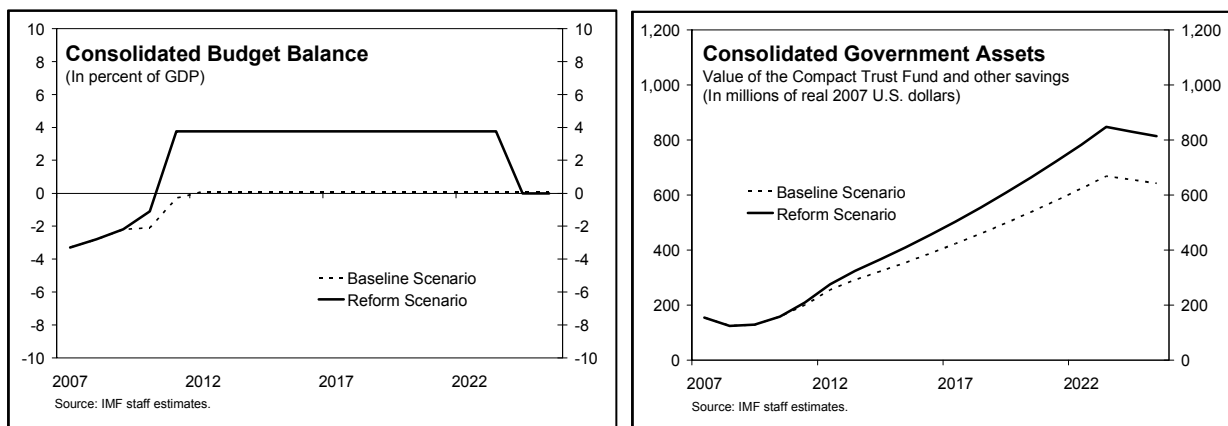 Consolidated Budget Balance
(In percent of GDP)
10
8
6
4
2
0
-2
-4
-6
-8
-10
10
8
6
4
2
0
-2
-4
-6
-8
-10
Baseline Scenario
Reform Scenario
2007 2012 2017 2022
Source: IMF staff estimates.
Consolidated Government Assets
Value of the Compact Trust Fund and other savings
(In millions of real 2007 U.S. dollars)
1,200
1,000
800
600
400
200
0
1,200
1,000
800
600
400
200
0
Baseline Scenario
Reform Scenario
2007 2012 2017 2022
Source: IMF staff estimates.